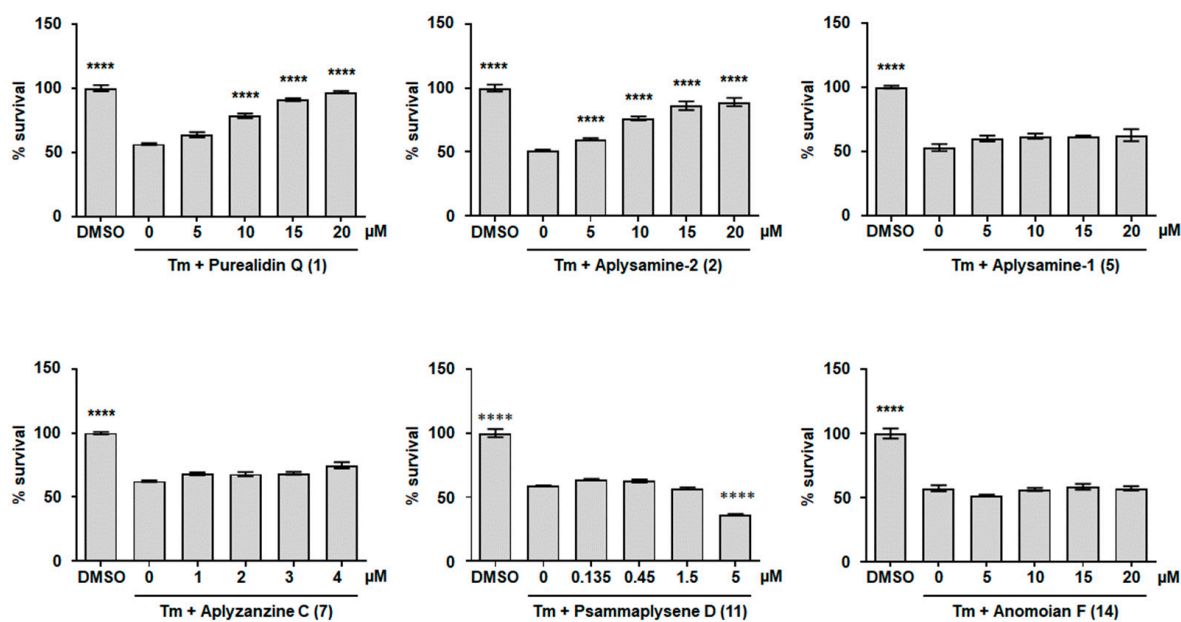 150
100
50
0
% survival
****
****
****
****
DMSO 0 5 10 15 20 µM
Tm + Purealidin Q (1)
150
100
50
0
% survival
****
****
****
****
****
DMSO 0 5 10 15 20 µM
Tm + Aplysamine-2 (2)
150
100
50
0
% survival
****
DMSO 0 5 10 15 20 µM
Tm + Aplysamine-1 (5)
150
100
50
0
% survival
****
DMSO 0 1 2 3 4 µM
Tm + Aplyzanzine C (7)
150
100
50
0
% survival
****
****
DMSO 0 0.135 0.45 1.5 5 µM
Tm + Psammaplysene D (11)
150
100
50
0
% survival
****
DMSO 0 5 10 15 20 µM
Tm + Anomoian F (14)